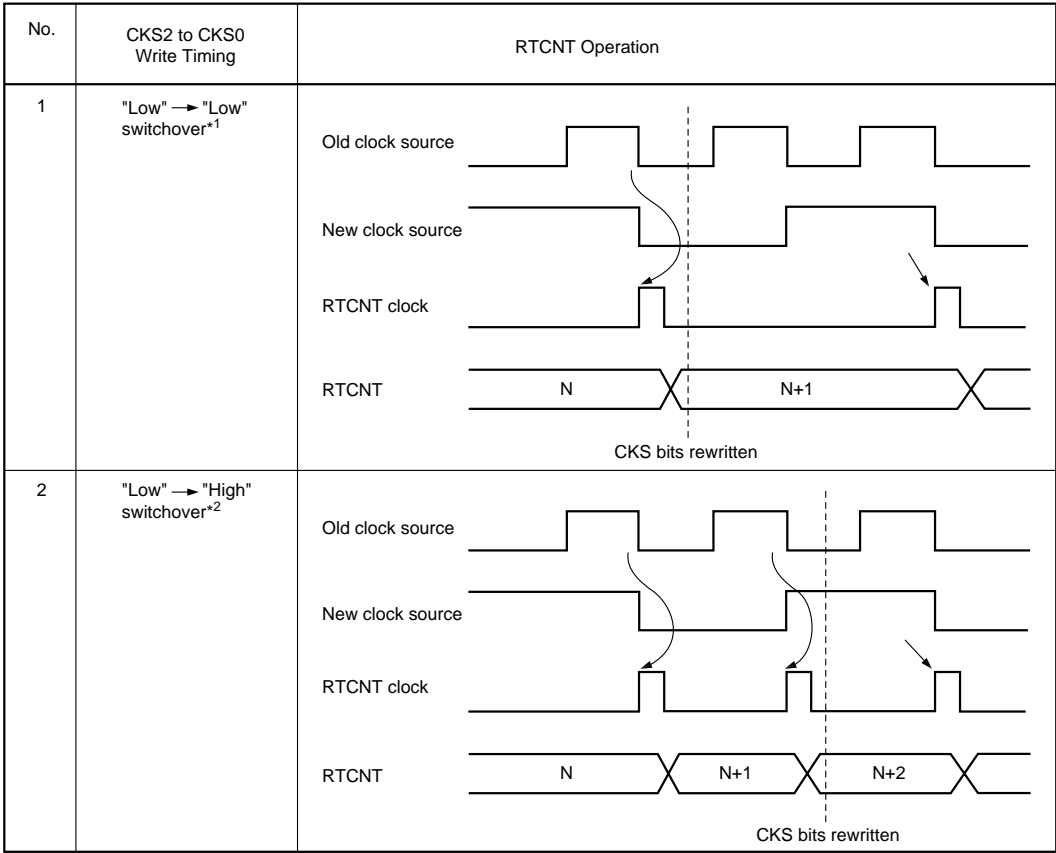 No.
CKS2 to CKS0
Write Timing
RTCNT Operation
1
"Low" → "Low"
switchover*1
Old clock source
New clock source
RTCNT clock
RTCNT
N
N+1
CKS bits rewritten
2
"Low" → "High"
switchover*2
Old clock source
New clock source
RTCNT clock
RTCNT
N
N+1
N+2
CKS bits rewritten